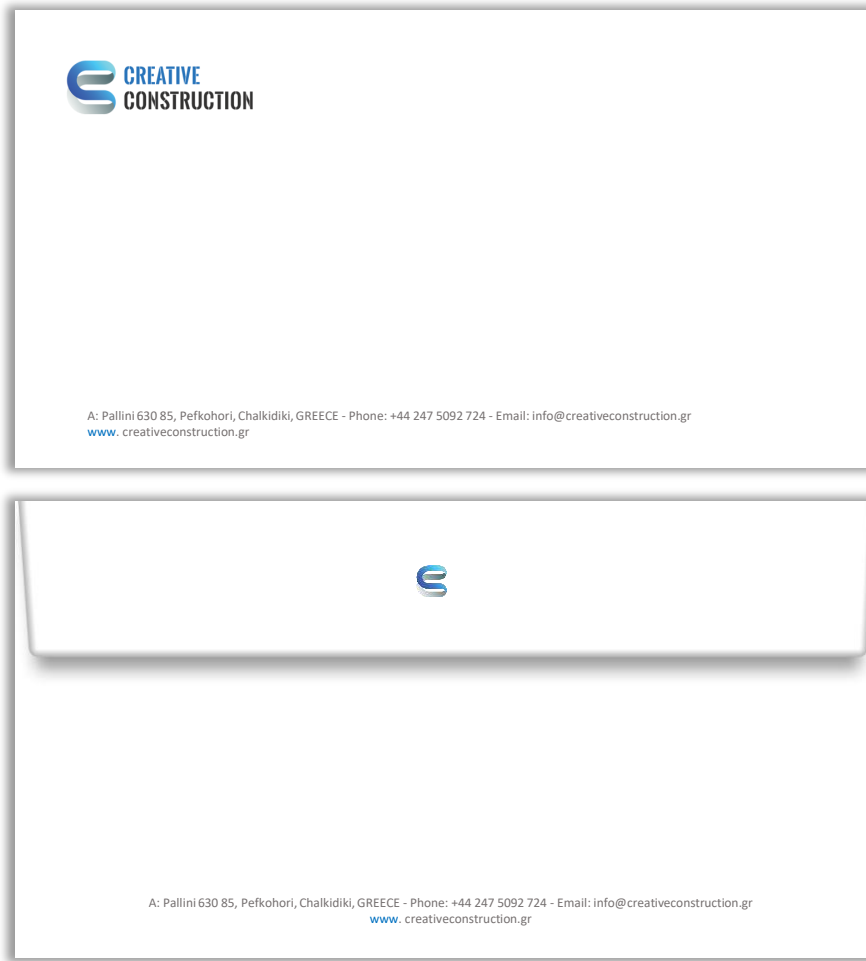 CREATIVE
CONSTRUCTION
A: Pallini 630 85, Pefkohori, Chalkidiki, GREECE - Phone: +44 247 5092 724 - Email: info@creativeconstruction.gr
www. creativeconstruction.gr
A: Pallini 630 85, Pefkohori, Chalkidiki, GREECE - Phone: +44 247 5092 724 - Email: info@creativeconstruction.gr
www. creativeconstruction.gr